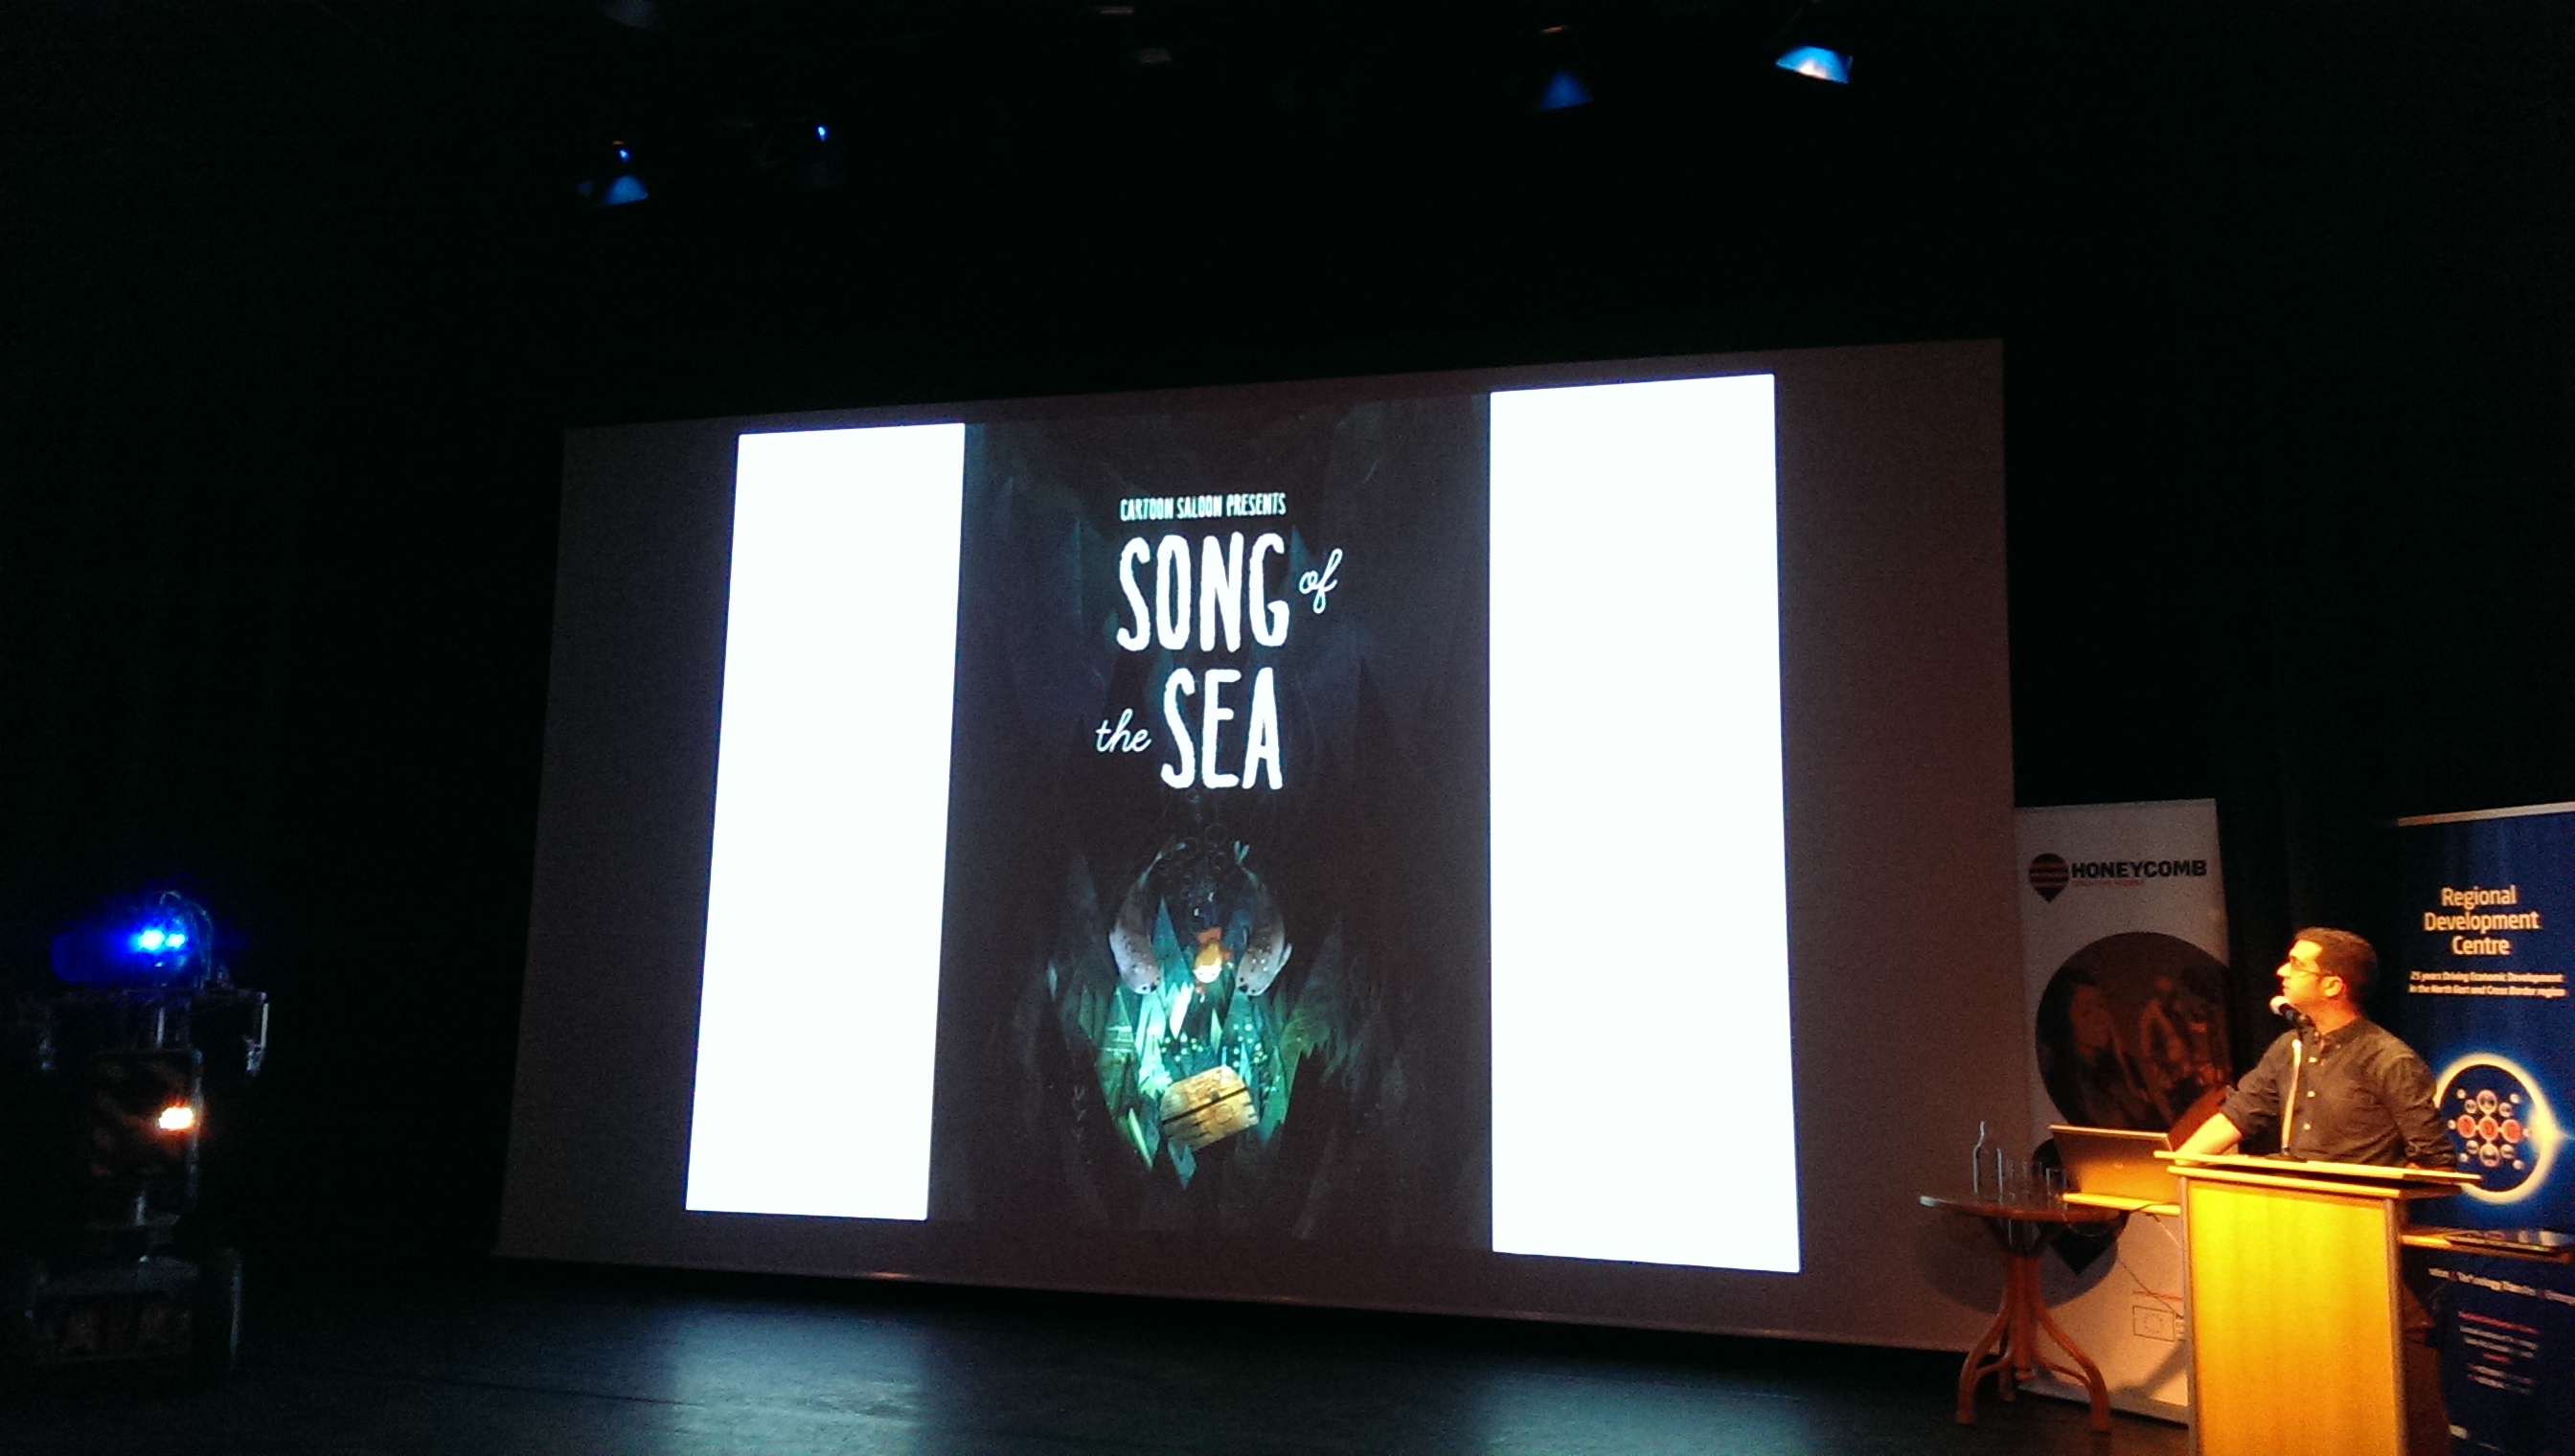 CARTOON SALOON PRESENTS
SONG of
the SEA
HONEYCOMB
Regional
Development
Centre
25 years Driving Economic Development
in the North East and Cross Border region